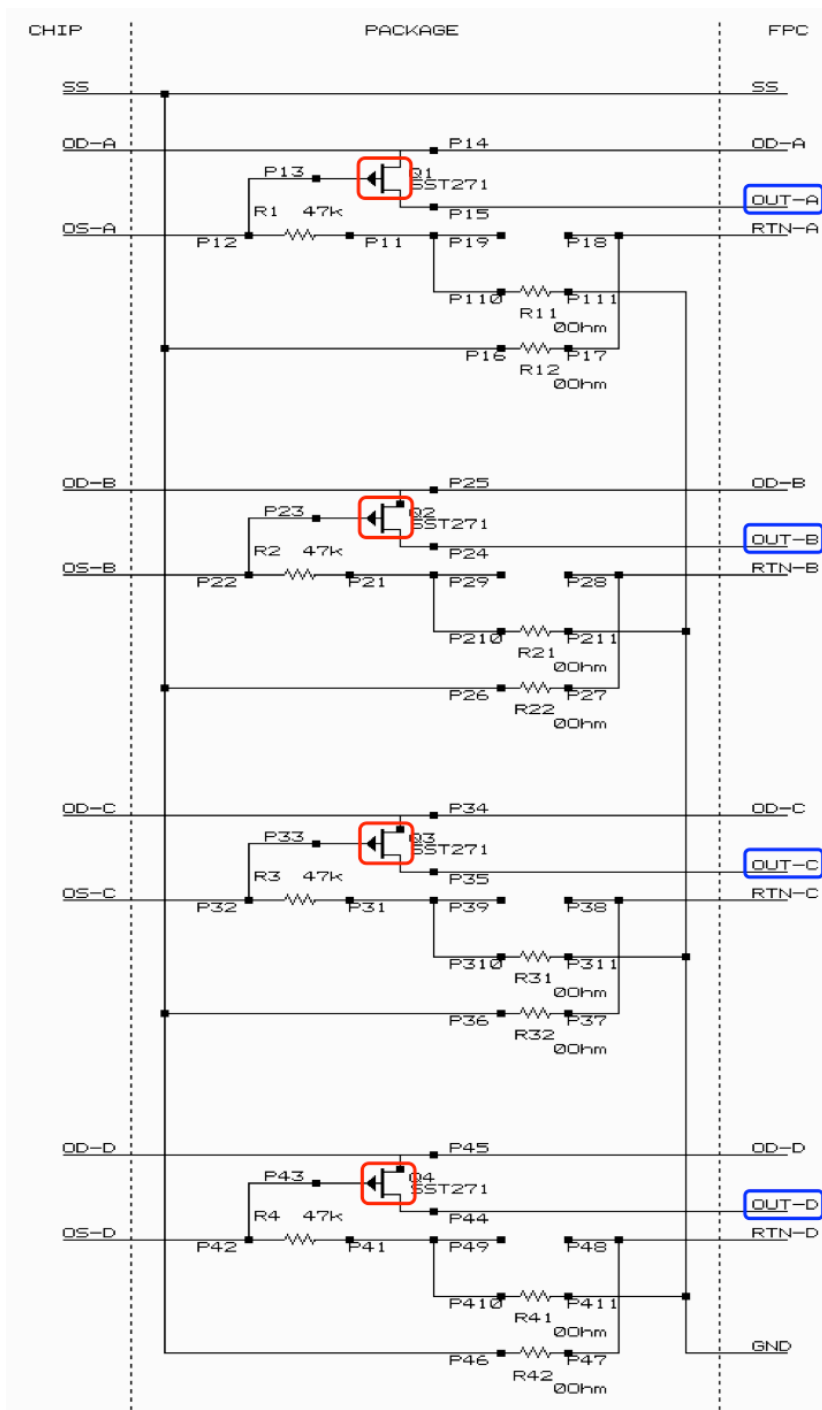 CHIP PACKAGE FPC
SS SS
OD-A P14 OD-A
P13 Q1
SST271
OUT-A
R1 47k P15
OS-A RTN-A
P12 P11 P19 P18
P110 P111
R11
0Ohm
P16 P17
R12
0Ohm
OD-B P25 OD-B
P23 Q2
SST271
OUT-B
R2 47k P24
OS-B RTN-B
P22 P21 P29 P28
P210 P211
R21
0Ohm
P26 P27
R22
0Ohm
OD-C P34 OD-C
P33 Q3
SST271
OUT-C
R3 47k P35
OS-C RTN-C
P32 P31 P39 P38
P310 P311
R31
0Ohm
P36 P37
R32
0Ohm
OD-D P45 OD-D
P43 Q4
SST271
OUT-D
R4 47k P44
OS-D RTN-D
P42 P41 P49 P48
P410 P411
R41
0Ohm
GND
P46 P47
R42
0Ohm